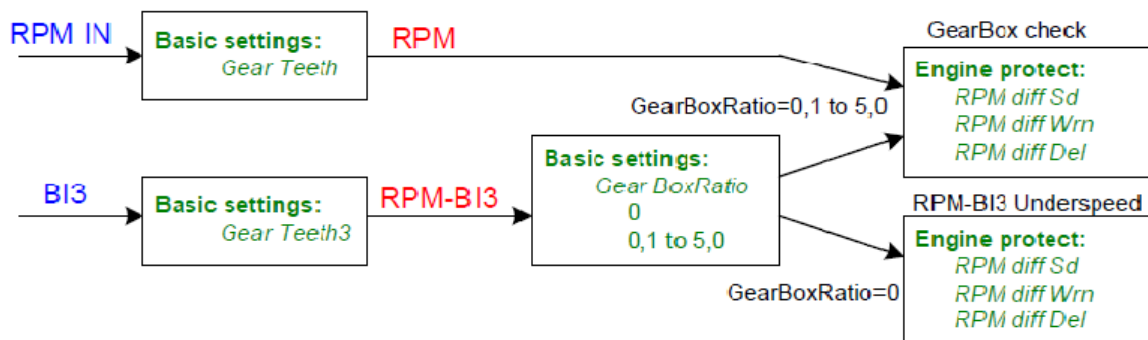 RPM IN
Basic settings:
Gear Teeth
RPM
GearBox check
Engine protect:
RPM diff Sd
RPM diff Wrn
RPM diff Del
GearBoxRatio=0,1 to 5,0
BI3
Basic settings:
Gear Teeth3
RPM-BI3
Basic settings:
Gear BoxRatio
0
0,1 to 5,0
RPM-BI3 Underspeed
Engine protect:
RPM diff Sd
RPM diff Wrn
RPM diff Del
GearBoxRatio=0